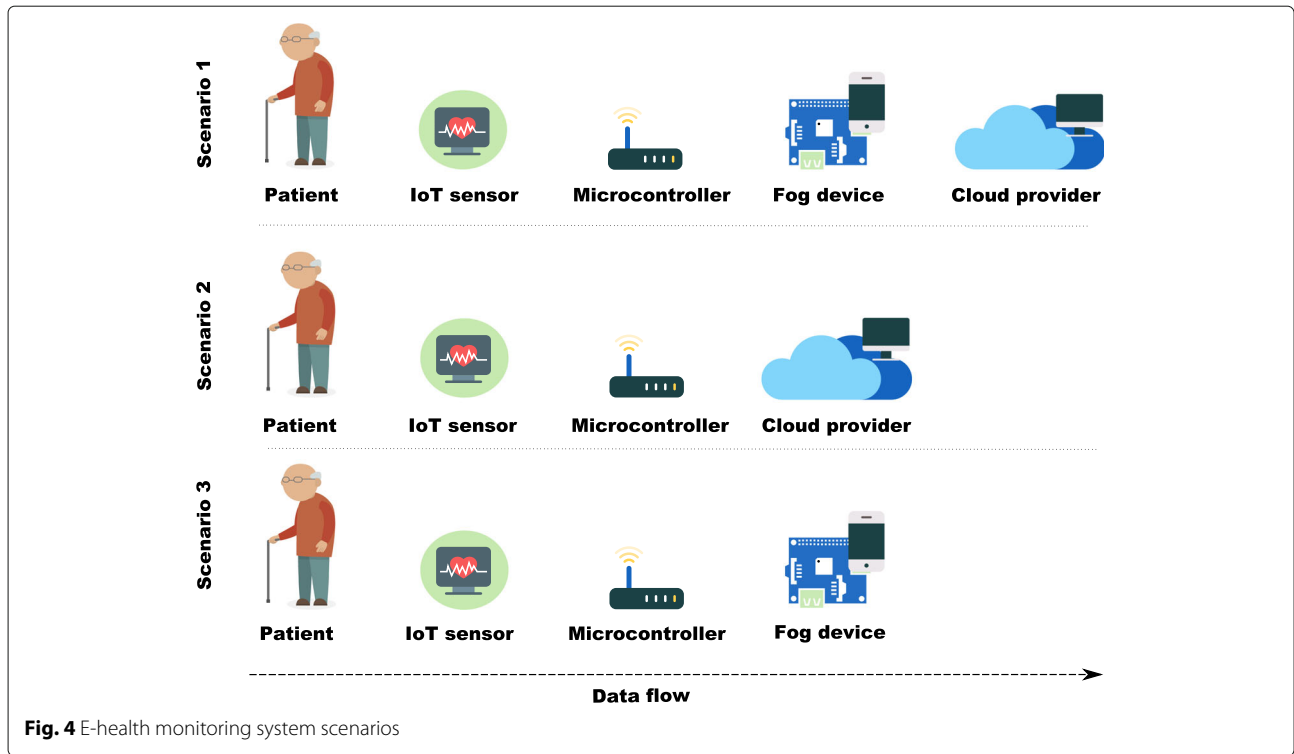 Scenario 1
Patient
IoT sensor
Microcontroller
Fog device
Cloud provider
Scenario 2
Patient
IoT sensor
Microcontroller
Cloud provider
Scenario 3
Patient
IoT sensor
Microcontroller
Fog device
Data flow
Fig. 4 E-health monitoring system scenarios